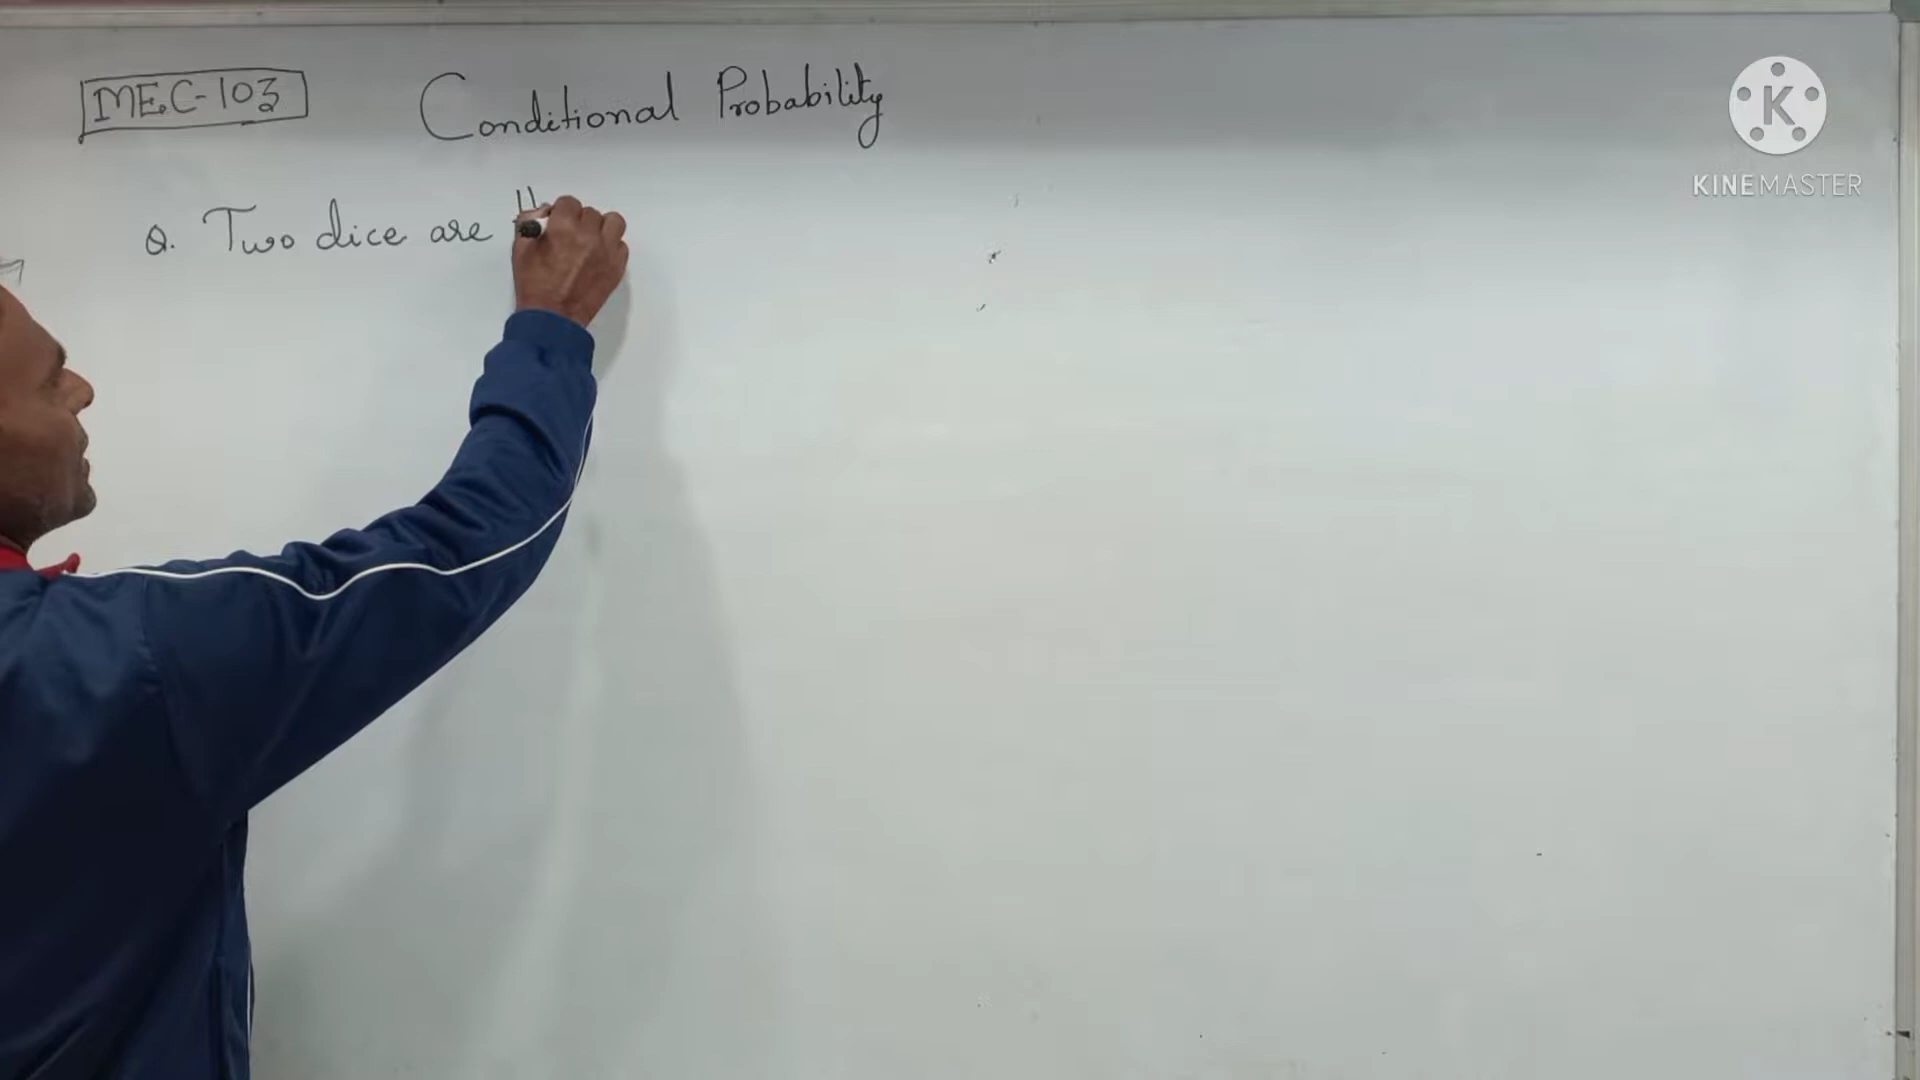 MEC-103
Conditional Probability
Q. Two dice are
K
KINEMASTER